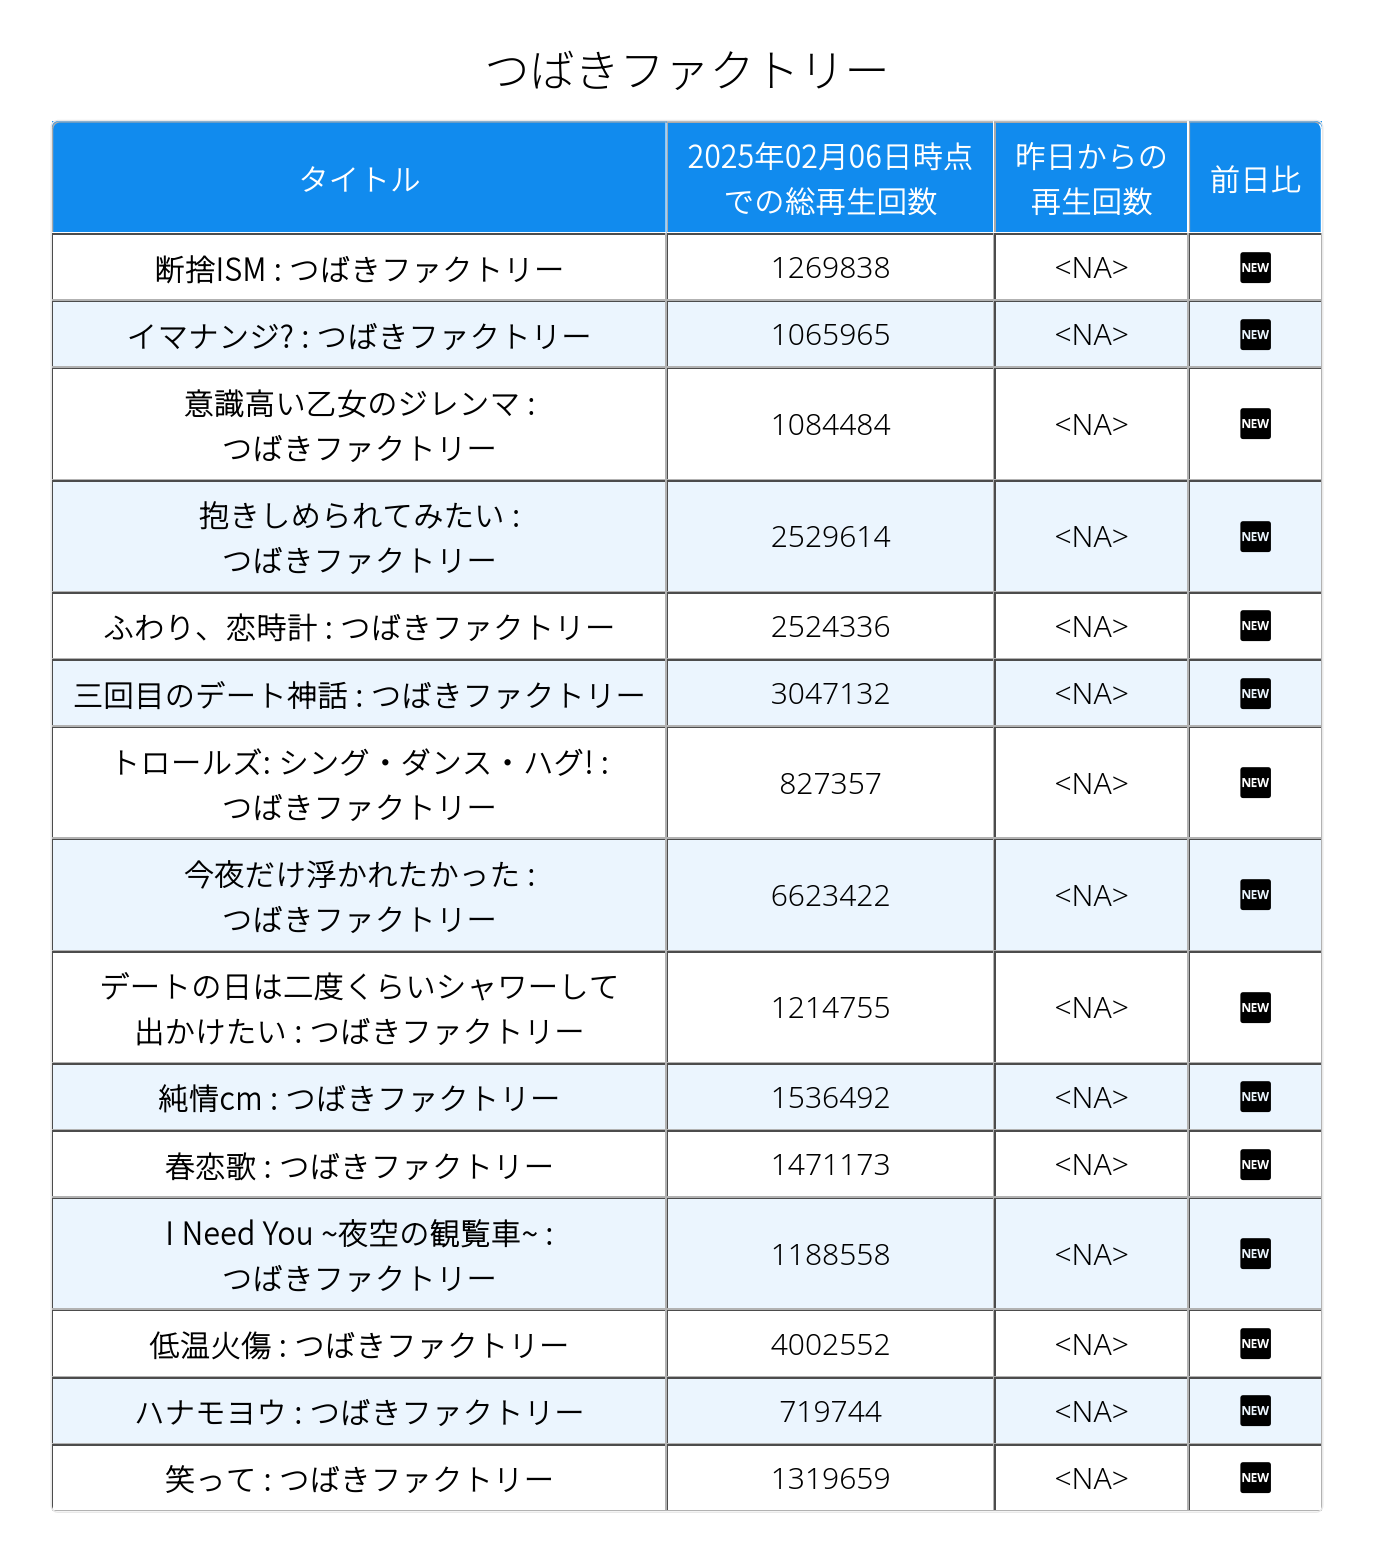 つばきファクトリー
タイトル
2025年02月06日時点
での総再生回数
昨日からの
再生回数
前日比
断捨ISM : つばきファクトリー
1269838
<NA>
NEW
イマナンジ? : つばきファクトリー
1065965
<NA>
NEW
意識高い乙女のジレンマ :
つばきファクトリー
1084484
<NA>
NEW
抱きしめられてみたい :
つばきファクトリー
2529614
<NA>
NEW
ふわり、恋時計 : つばきファクトリー
2524336
<NA>
NEW
三回目のデート神話 : つばきファクトリー
3047132
<NA>
NEW
トロールズ: シング・ダンス・ハグ! :
つばきファクトリー
827357
<NA>
NEW
今夜だけ浮かれたかった :
つばきファクトリー
6623422
<NA>
NEW
デートの日は二度くらいシャワーして
出かけたい : つばきファクトリー
1214755
<NA>
NEW
純情cm : つばきファクトリー
1536492
<NA>
NEW
春恋歌 : つばきファクトリー
1471173
<NA>
NEW
I Need You ~夜空の観覧車~ :
つばきファクトリー
1188558
<NA>
NEW
低温火傷 : つばきファクトリー
4002552
<NA>
NEW
ハナモヨウ : つばきファクトリー
719744
<NA>
NEW
笑って : つばきファクトリー
1319659
<NA>
NEW